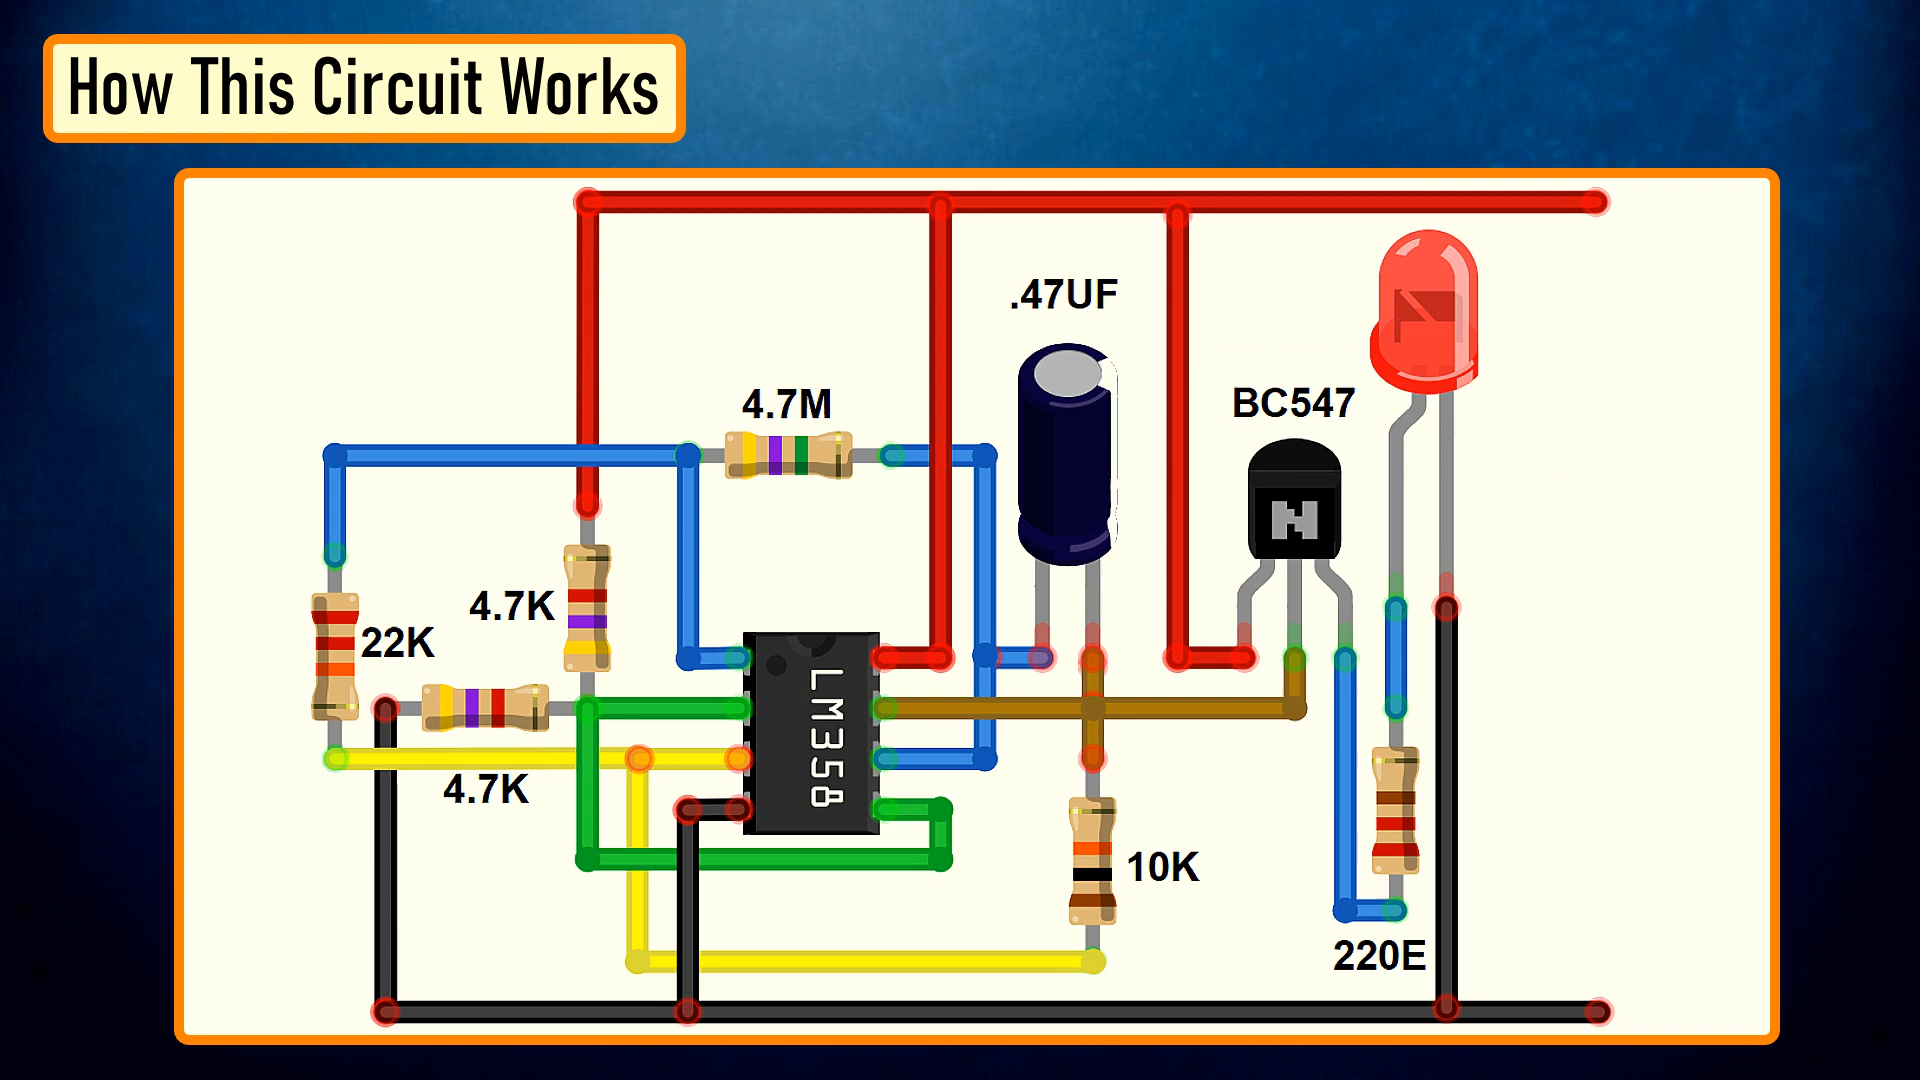 How This Circuit Works
.47UF
4.7M
BC547
4.7K
22K
LM358
4.7K
10K
220E